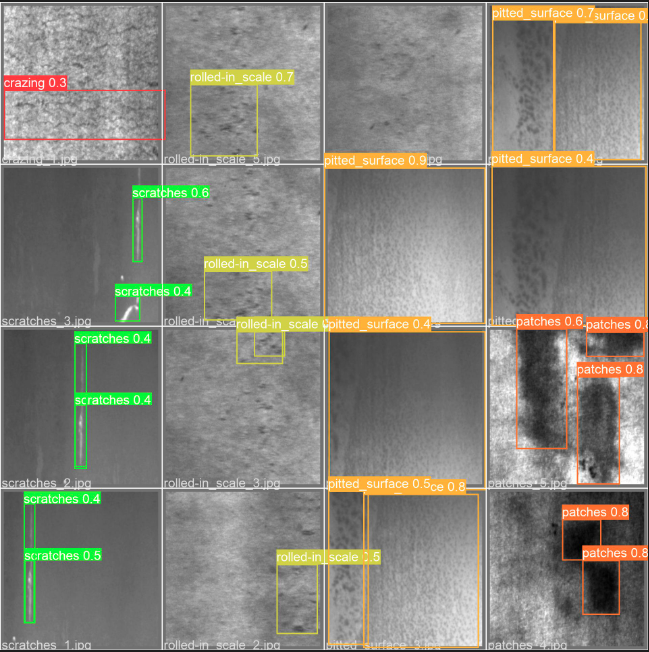 crazing 0.3
rolled-in_scale 0.7
pitted_surface 0.7
surface 0.
crazing_1.jpg
rolled-in_scale_5.jpg
pitted_surface 0.9
pitted_surface 0.4
scratches 0.6
rolled-in_scale 0.5
scratches 0.4
scratches_3.jpg
rolled-in_scale
pitted_surface 0.4
patches 0.6
patches 0.8
scratches 0.4
scratches 0.4
patches 0.8
scratches_2.jpg
rolled-in_scale_3.jpg
pitted_surface 0.5
ce 0.8
patches_5.jpg
scratches 0.4
patches 0.8
scratches 0.5
rolled-in_scale 0.5
patches 0.8
scratches_1.jpg
rolled-in_scale_2.jpg
pitted_surface_3.jpg
patches_4.jpg